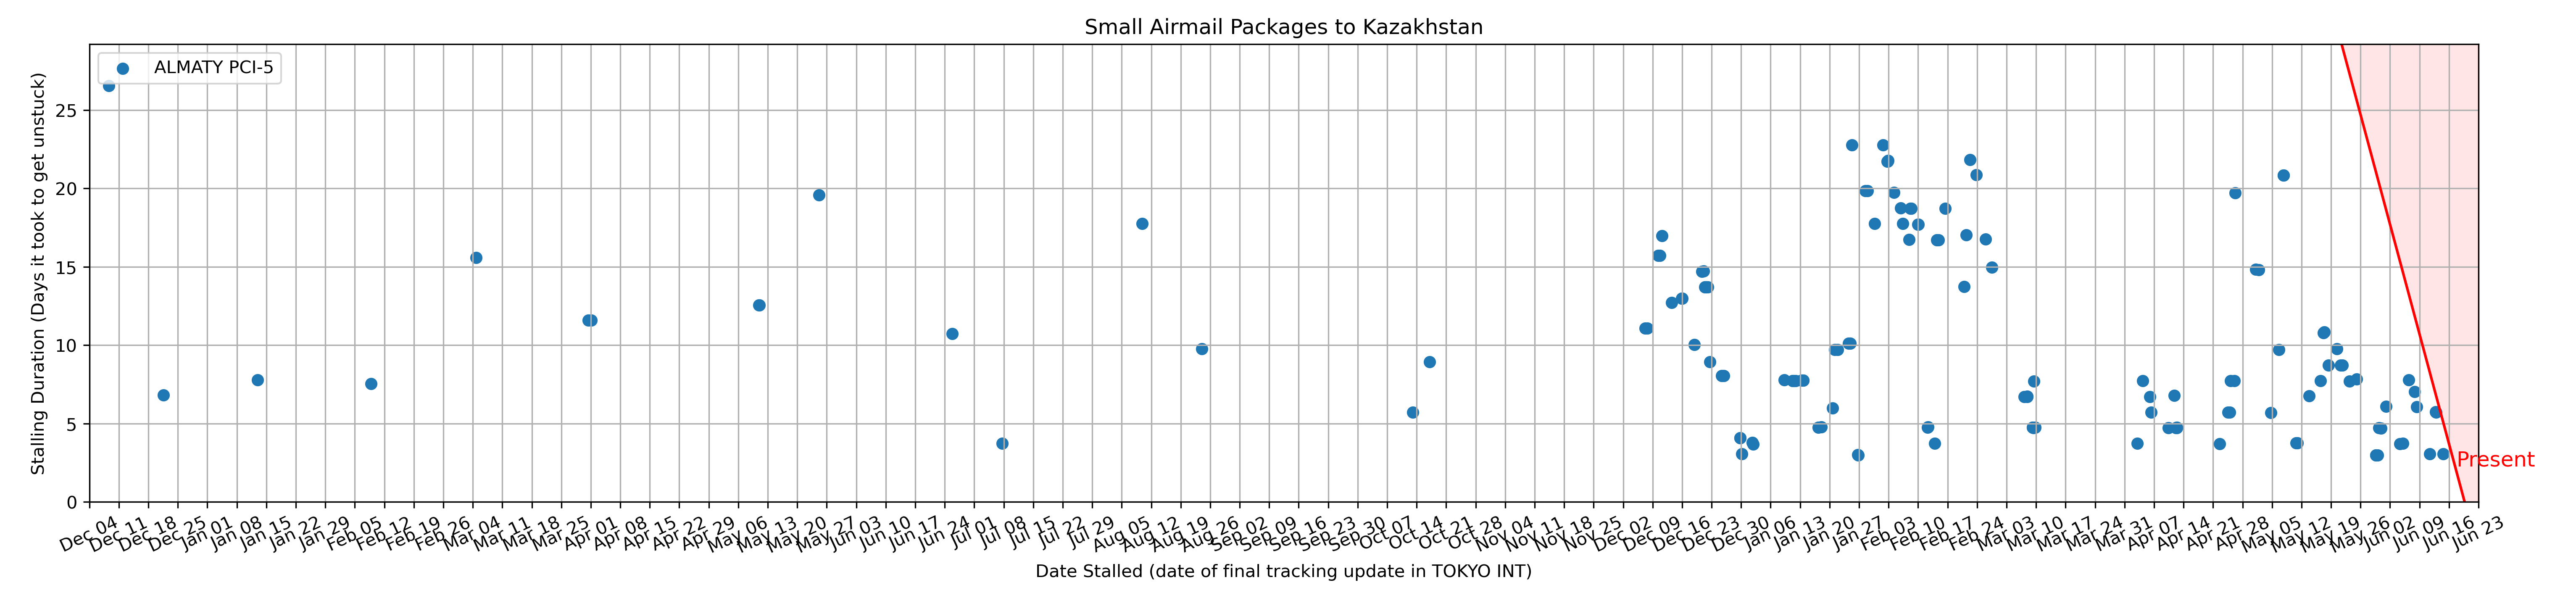 Small Airmail Packages to Kazakhstan
ALMATY PCI-5
Stalling Duration (Days it took to get unstuck)
25
20
15
10
5
0
Present
Dec 04
Dec 11
Dec 18
Dec 25
Jan 01
Jan 08
Jan 15
Jan 22
Jan 29
Feb 05
Feb 12
Feb 19
Feb 26
Mar 04
Mar 11
Mar 18
Mar 25
Apr 01
Apr 08
Apr 15
Apr 22
Apr 29
May 06
May 13
May 20
May 27
Jun 03
Jun 10
Jun 17
Jun 24
Jul 01
Jul 08
Jul 15
Jul 22
Jul 29
Aug 05
Aug 12
Aug 19
Aug 26
Sep 02
Sep 09
Sep 16
Sep 23
Sep 30
Oct 07
Oct 14
Oct 21
Oct 28
Nov 04
Nov 11
Nov 18
Nov 25
Dec 02
Dec 09
Dec 16
Dec 23
Dec 30
Jan 06
Jan 13
Jan 20
Jan 27
Feb 03
Feb 10
Feb 17
Feb 24
Mar 03
Mar 10
Mar 17
Mar 24
Mar 31
Apr 07
Apr 14
Apr 21
Apr 28
May 05
May 12
May 19
May 26
Jun 02
Jun 09
Jun 16
Jun 23
Date Stalled (date of final tracking update in TOKYO INT)